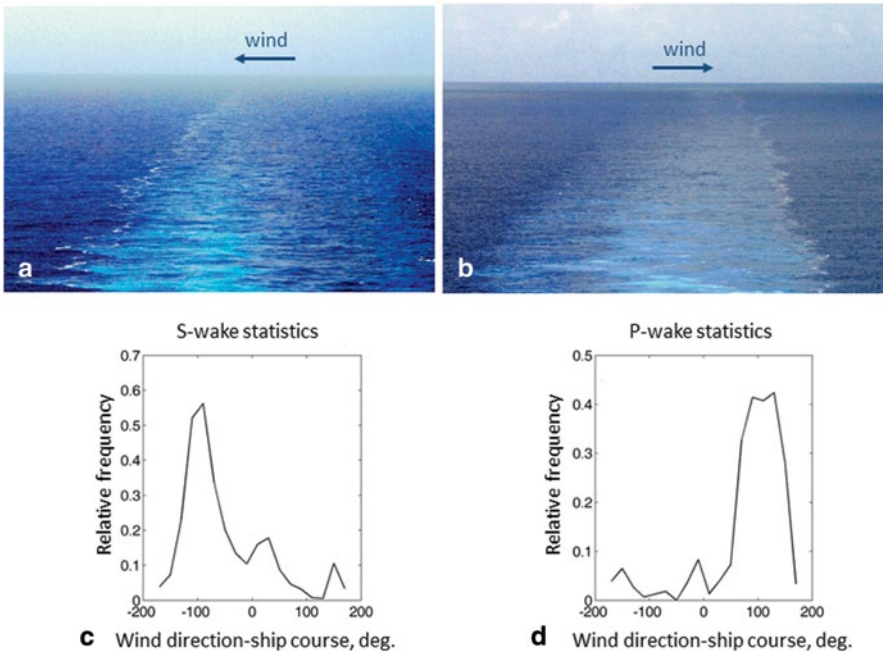 wind
wind
a
b
S-wake statistics
P-wake statistics
0.7
0.6
0.5
0.4
0.3
0.2
0.1
0
Relative frequency
-200
-100
0
100
200
0.5
0.4
0.3
0.2
0.1
0
Relative frequency
-200
-100
0
100
200
c Wind direction-ship course, deg.
d Wind direction-ship course, deg.